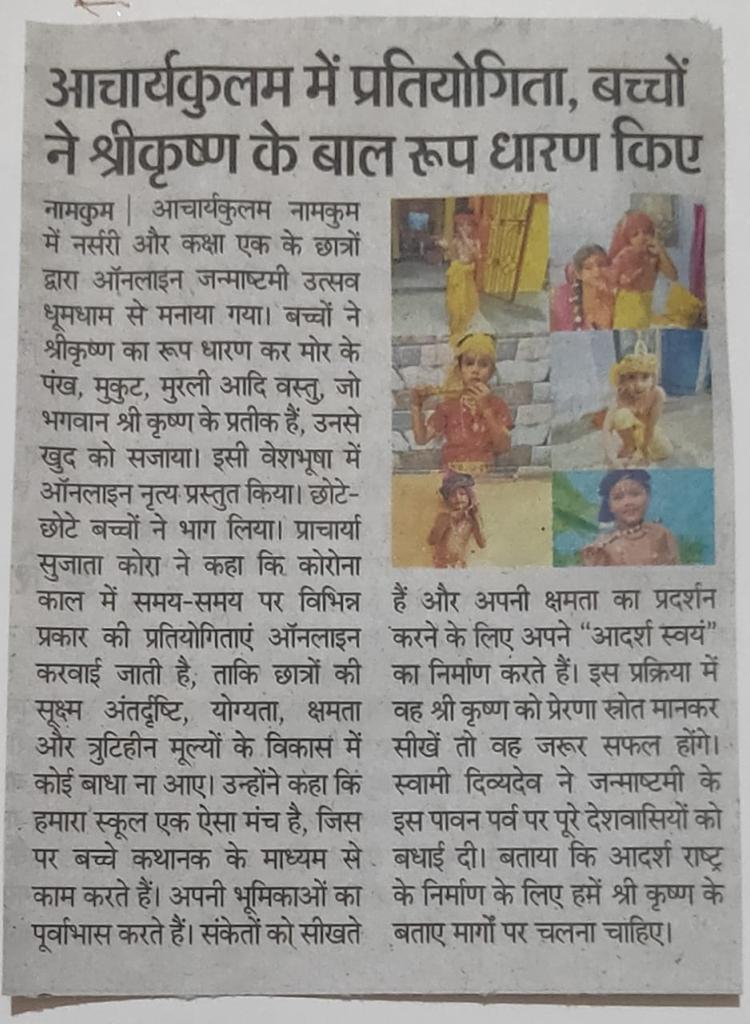 आचार्यकुलम में प्रतियोगिता, बच्चों
ने श्रीकृष्ण के बाल रूप धारण किए
नामकुम | आचार्यकुलम नामकुम
में नर्सरी और कक्षा एक के छात्रों
द्वारा ऑनलाइन जन्माष्टमी उत्सव
धूमधाम से मनाया गया। बच्चों ने
श्रीकृष्ण का रूप धारण कर मोर के
पंख, मुकुट, मुरली आदि वस्तु, जो
भगवान श्री कृष्ण के प्रतीक हैं, उनसे
खुद को सजाया। इसी वेशभूषा में
ऑनलाइन नृत्य प्रस्तुत किया। छोटे-
छोटे बच्चों ने भाग लिया। प्राचार्या
सुजाता कोरा ने कहा कि कोरोना
काल में समय-समय पर विभिन्न
प्रकार की प्रतियोगिताएं ऑनलाइन
करवाई जाती है, ताकि छात्रों की
सूक्ष्म अंतर्दृष्टि, योग्यता, क्षमता
और त्रुटिहीन मूल्यों के विकास में
कोई बाधा ना आए। उन्होंने कहा कि
हमारा स्कूल एक ऐसा मंच है, जिस
पर बच्चे कथानक के माध्यम से
काम करते हैं। अपनी भूमिकाओं का
पूर्वाभास करते हैं। संकेतों को सीखते
हैं और अपनी क्षमता का प्रदर्शन
करने के लिए अपने “आदर्श स्वयं”
का निर्माण करते हैं। इस प्रक्रिया में
वह श्री कृष्ण को प्रेरणा स्रोत मानकर
सीखें तो वह जरूर सफल होंगे।
स्वामी दिव्यदेव ने जन्माष्टमी के
इस पावन पर्व पर पूरे देशवासियों को
बधाई दी। बताया कि आदर्श राष्ट्र
के निर्माण के लिए हमें श्री कृष्ण के
बताए मार्गों पर चलना चाहिए।